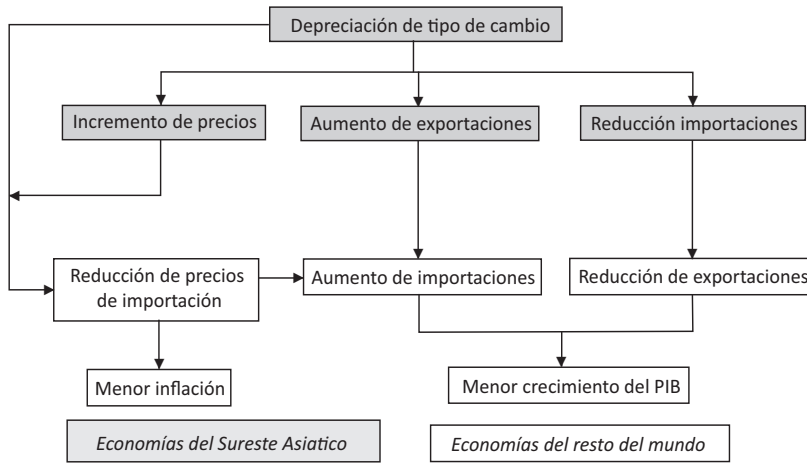 Depreciación de tipo de cambio
Incremento de precios
Aumento de exportaciones
Reducción importaciones
Reducción de precios
de importación
Aumento de importaciones
Reducción de exportaciones
Menor inflación
Menor crecimiento del PIB
Economías del Sureste Asiatico
Economías del resto del mundo